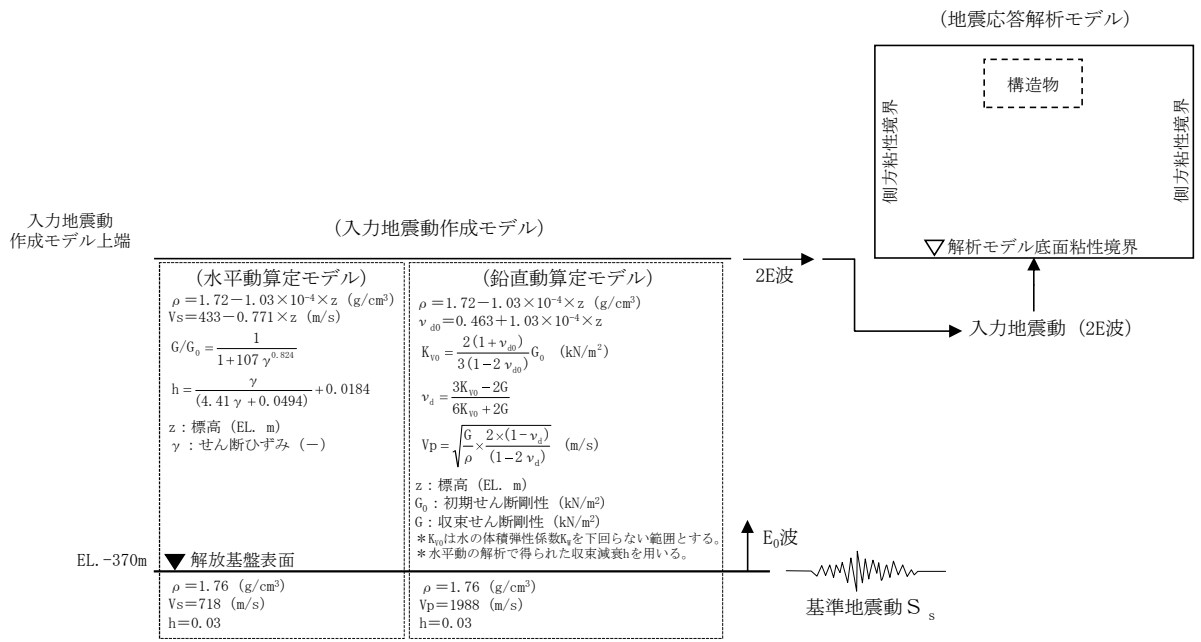 (地震応答解析モデル)
構造物
側方粘性境界
側方粘性境界
▽解析モデル底面粘性境界
入力地震動
作成モデル上端
(入力地震動作成モデル)
2E波
入力地震動 (2E波)
(水平動算定モデル)
ρ=1.72-1.03×10⁻⁴×z (g/cm³)
Vs=433-0.771×z (m/s)
G/G₀ = 1/(1+107γ^0.824)
h = γ/(4.41γ+0.0494) +0.0184
z:標高 (EL. m)
γ:せん断ひずみ (-)
(鉛直動算定モデル)
ρ=1.72-1.03×10⁻⁴×z (g/cm³)
ν_d0=0.463+1.03×10⁻⁴×z
K_V0 = 2(1+ν_d0)/3(1-2ν_d0) G₀ (kN/m²)
ν_d = (3K_V0-2G)/(6K_V0+2G)
Vp = √(G/ρ × 2×(1-ν_d)/(1-2ν_d)) (m/s)
z:標高 (EL. m)
G₀:初期せん断剛性 (kN/m²)
G:収束せん断剛性 (kN/m²)
*K_V0は水の体積弾性係数K_Wを下回らない範囲とする。
*水平動の解析で得られた収束減衰hを用いる。
EL.-370m ▼解放基盤表面
E₀波
ρ=1.76 (g/cm³)
Vs=718 (m/s)
h=0.03
ρ=1.76 (g/cm³)
Vp=1988 (m/s)
h=0.03
基準地震動Ss